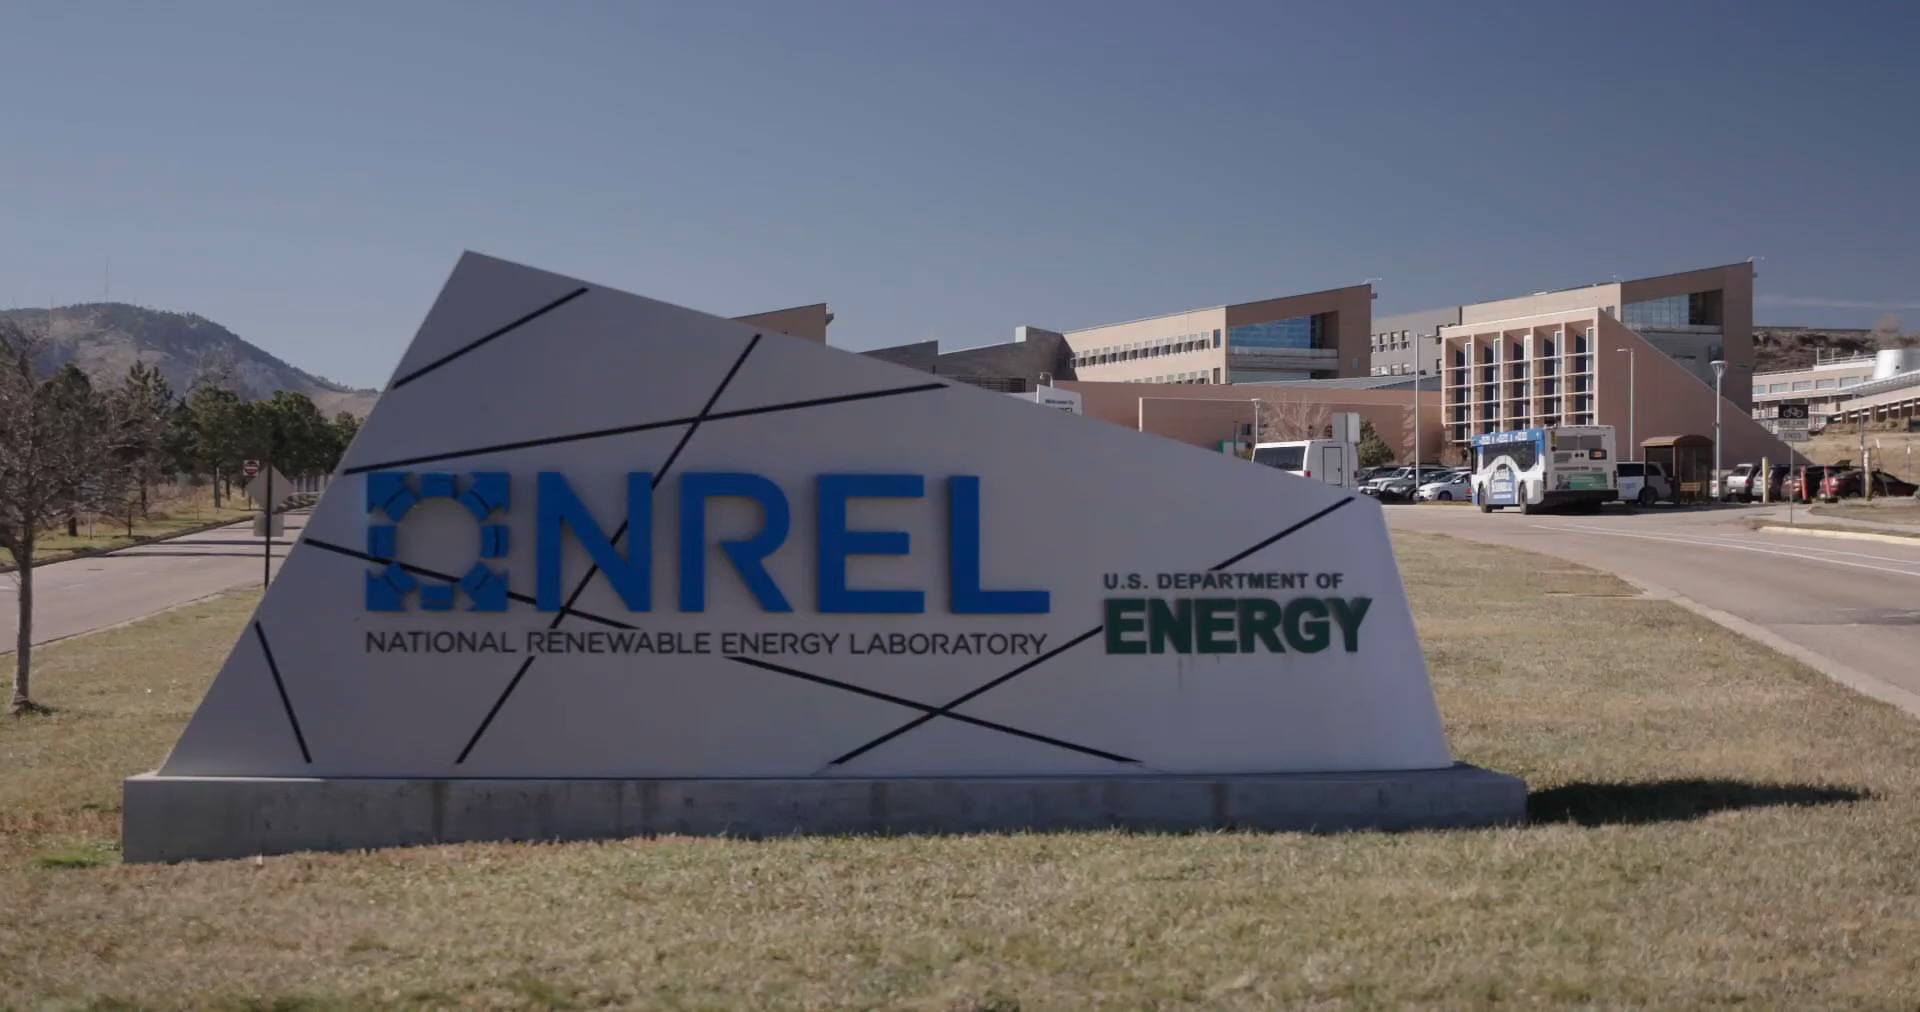 NREL
NATIONAL RENEWABLE ENERGY LABORATORY
U.S. DEPARTMENT OF
ENERGY